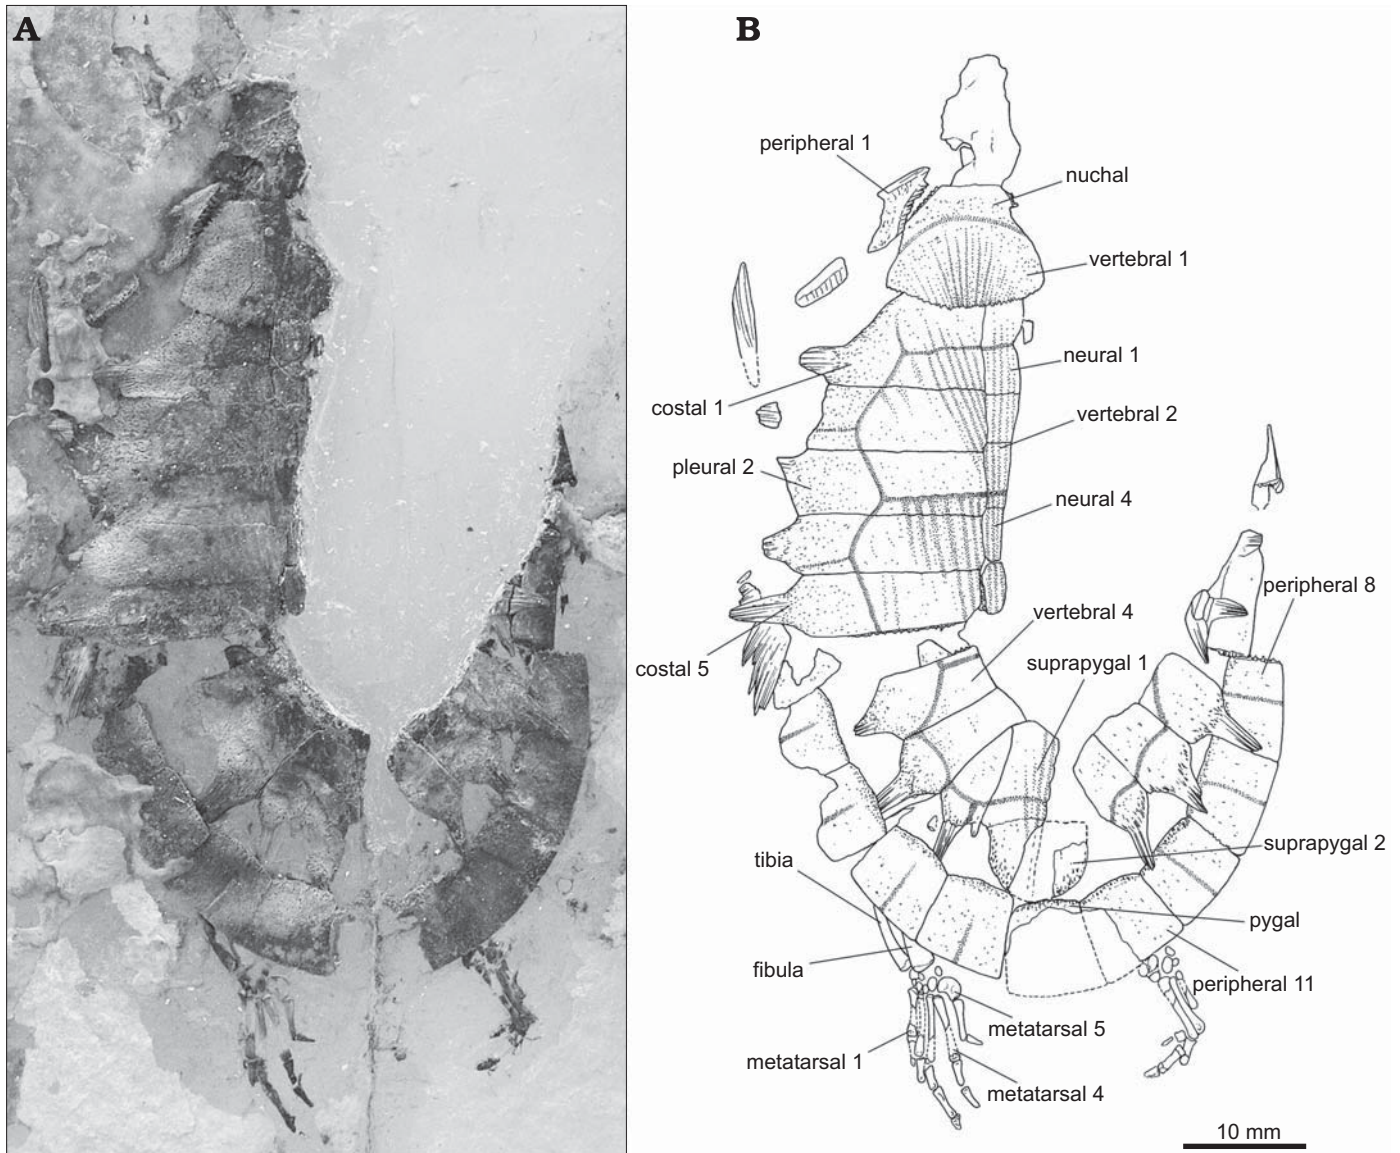 A
B
peripheral 1
nuchal
vertebral 1
neural 1
costal 1
vertebral 2
pleural 2
neural 4
peripheral 8
vertebral 4
suprapygal 1
costal 5
suprapygal 2
tibia
pygal
fibula
peripheral 11
metatarsal 5
metatarsal 1
metatarsal 4
10 mm